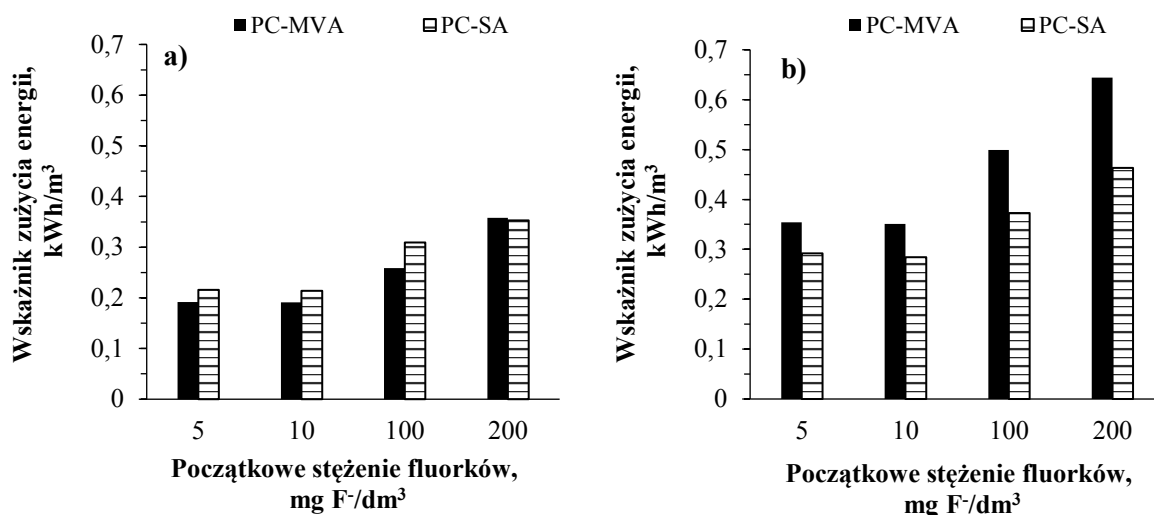 PC-MVA PC-SA
a)
Wskaźnik zużycia energii,
kWh/m³
0,7
0,6
0,5
0,4
0,3
0,2
0,1
0
5 10 100 200
Początkowe stężenie fluorków,
mg F⁻/dm³
PC-MVA PC-SA
b)
Wskaźnik zużycia energii,
kWh/m³
0,7
0,6
0,5
0,4
0,3
0,2
0,1
0
5 10 100 200
Początkowe stężenie fluorków,
mg F⁻/dm³